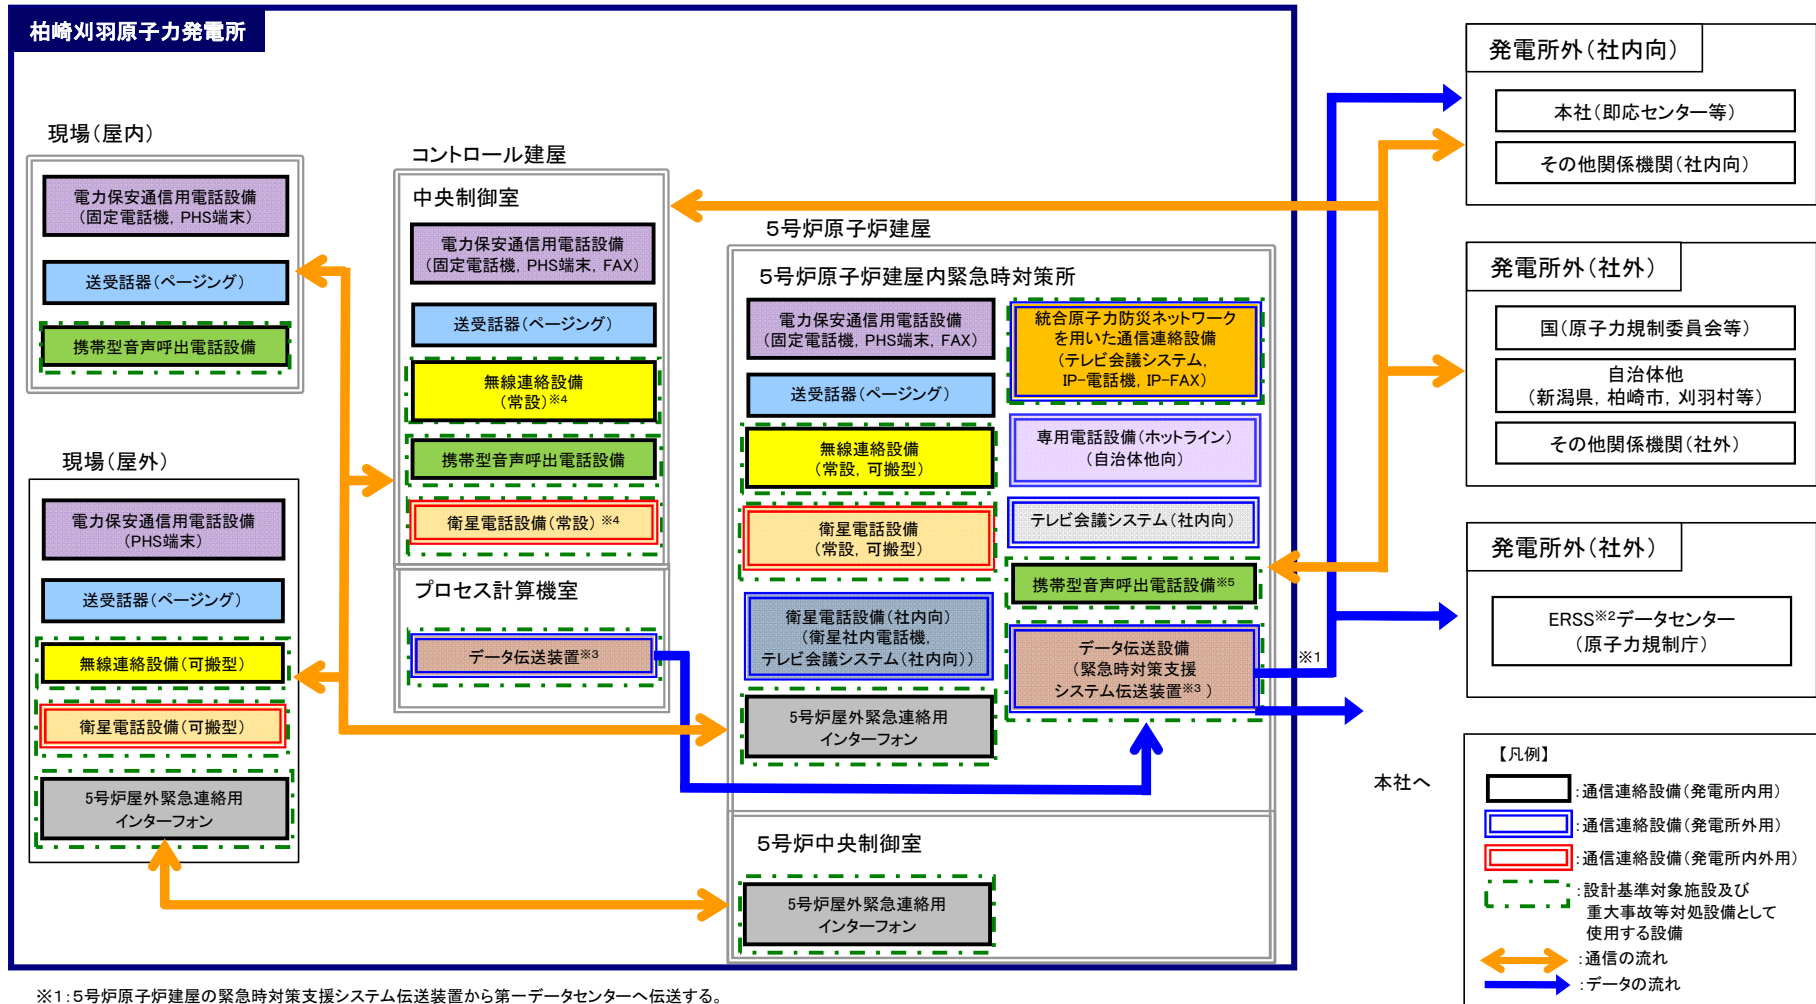 柏崎刈羽原子力発電所
現場(屋内)
電力保安通信用電話設備
(固定電話機, PHS端末)
送受話器(ページング)
携帯型音声呼出電話設備
現場(屋外)
電力保安通信用電話設備
(PHS端末)
送受話器(ページング)
無線連絡設備(可搬型)
衛星電話設備(可搬型)
5号炉屋外緊急連絡用
インターフォン
コントロール建屋
中央制御室
電力保安通信用電話設備
(固定電話機, PHS端末, FAX)
送受話器(ページング)
無線連絡設備
(常設)※4
携帯型音声呼出電話設備
衛星電話設備(常設) ※4
プロセス計算機室
データ伝送装置※3
5号炉原子炉建屋
5号炉原子炉建屋内緊急時対策所
電力保安通信用電話設備
(固定電話機, PHS端末, FAX)
送受話器(ページング)
無線連絡設備
(常設, 可搬型)
衛星電話設備
(常設, 可搬型)
衛星電話設備(社内向)
(衛星社内電話機,
テレビ会議システム(社内向))
5号炉屋外緊急連絡用
インターフォン
統合原子力防災ネットワーク
を用いた通信連絡設備
(テレビ会議システム,
IP-電話機, IP-FAX)
専用電話設備(ホットライン)
(自治体他向)
テレビ会議システム(社内向)
携帯型音声呼出電話設備※5
データ伝送設備
(緊急時対策支援
システム伝送装置※3 )
※1
5号炉中央制御室
5号炉屋外緊急連絡用
インターフォン
発電所外(社内向)
本社(即応センター等)
その他関係機関(社内向)
発電所外(社外)
国(原子力規制委員会等)
自治体他
(新潟県, 柏崎市, 刈羽村等)
その他関係機関(社外)
発電所外(社外)
ERSS※2データセンター
(原子力規制庁)
本社へ
【凡例】
:通信連絡設備(発電所内用)
:通信連絡設備(発電所外用)
:通信連絡設備(発電所内外用)
:設計基準対象施設及び
重大事故等対処設備として
使用する設備
:通信の流れ
:データの流れ
※1:5号炉原子炉建屋の緊急時対策支援システム伝送装置から第一データセンターへ伝送する。